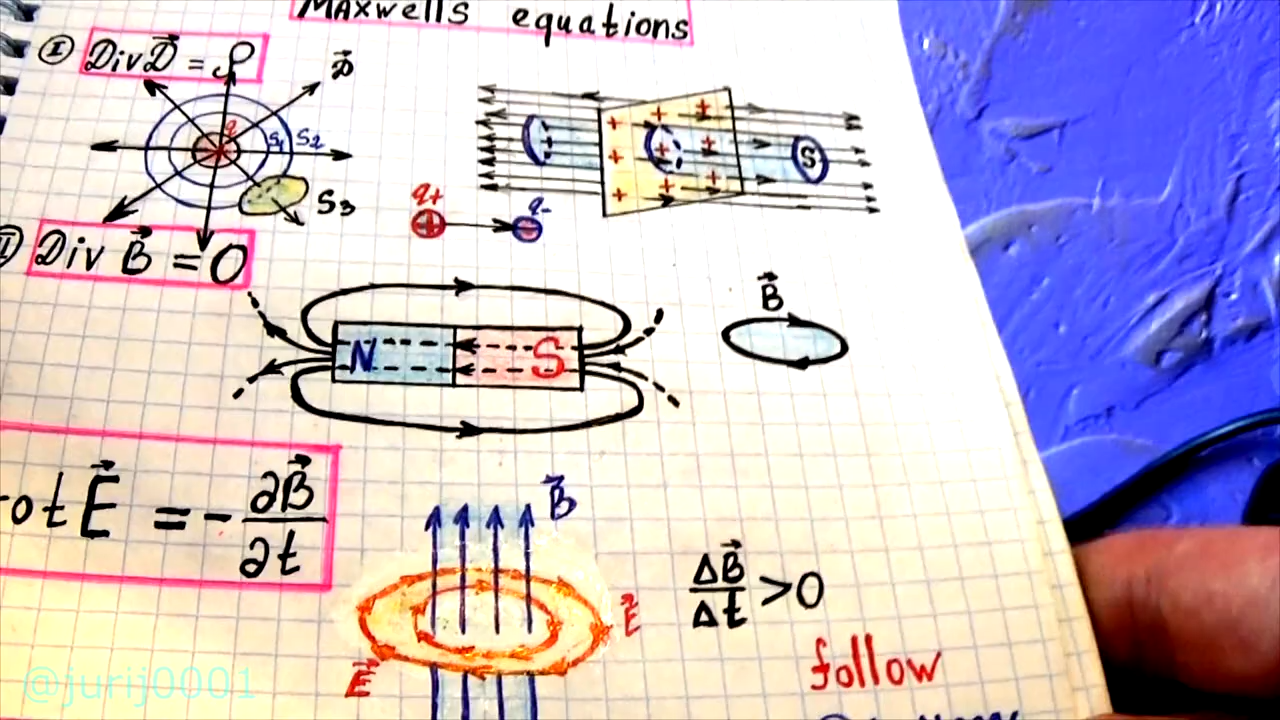 Maxwells equations
I Div D⃗ = ρ
D⃗
q S1 S2
S3
S
q+ q-
II Div B⃗ = 0
N S
B⃗
rot E⃗ = - ∂B⃗/∂t
B⃗
E⃗
E⃗
ΔB⃗/Δt > 0
follow
@jurij0001